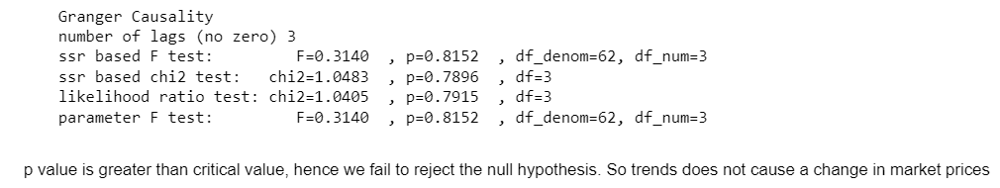 Granger Causality
number of lags (no zero) 3
ssr based F test:         F=0.3140  , p=0.8152  , df_denom=62, df_num=3
ssr based chi2 test:   chi2=1.0483  , p=0.7896  , df=3
likelihood ratio test: chi2=1.0405  , p=0.7915  , df=3
parameter F test:         F=0.3140  , p=0.8152  , df_denom=62, df_num=3
p value is greater than critical value, hence we fail to reject the null hypothesis. So trends does not cause a change in market prices